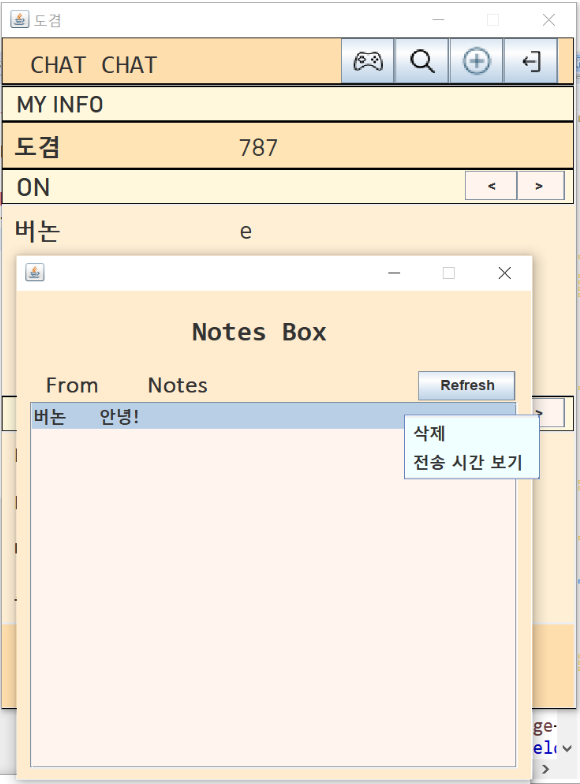 도겸
CHAT CHAT
MY INFO
도겸 787
ON < >
버논 e
Notes Box
From Notes Refresh
버논 안녕!
>
삭제
전송 시간 보기
ge-
>